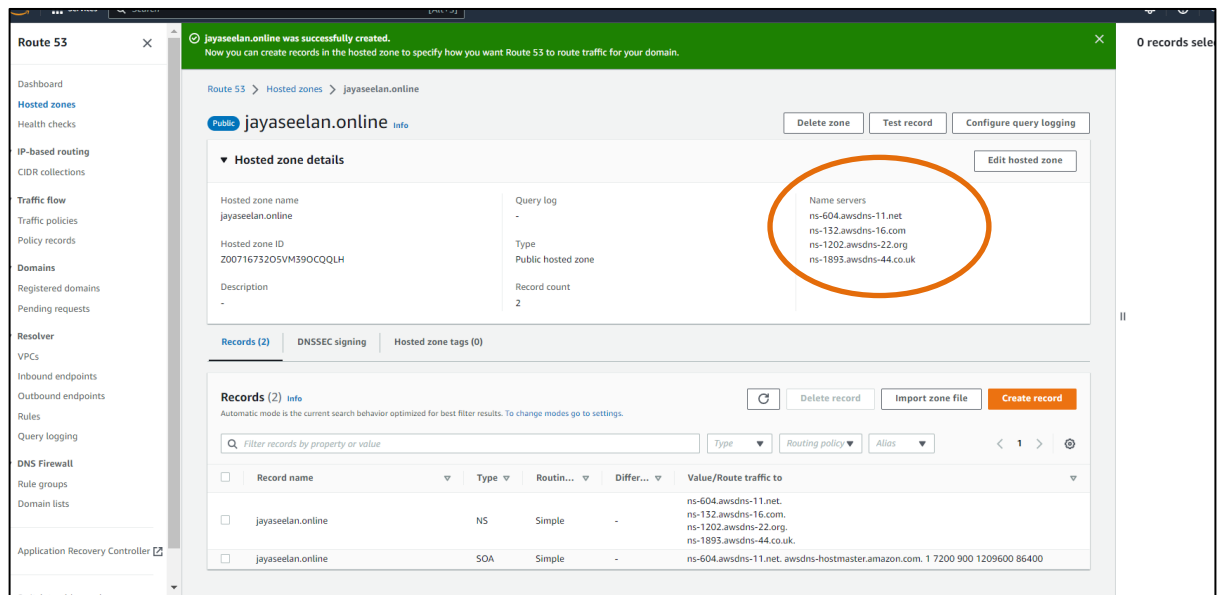 Services
Search
[Alt+S]
Route 53
jayaseelan.online was successfully created.
Now you can create records in the hosted zone to specify how you want Route 53 to route traffic for your domain.
0 records sele
Dashboard
Hosted zones
Health checks
IP-based routing
CIDR collections
Traffic flow
Traffic policies
Policy records
Domains
Registered domains
Pending requests
Resolver
VPCs
Inbound endpoints
Outbound endpoints
Rules
Query logging
DNS Firewall
Rule groups
Domain lists
Application Recovery Controller
Route 53 > Hosted zones > jayaseelan.online
Public jayaseelan.online Info
Delete zone Test record Configure query logging
Hosted zone details
Edit hosted zone
Hosted zone name
jayaseelan.online
Hosted zone ID
Z00716732O5VM39OCQQLH
Description
-
Query log
-
Type
Public hosted zone
Record count
2
Name servers
ns-604.awsdns-11.net
ns-132.awsdns-16.com
ns-1202.awsdns-22.org
ns-1893.awsdns-44.co.uk
Records (2) DNSSEC signing Hosted zone tags (0)
Records (2) Info
Automatic mode is the current search behavior optimized for best filter results. To change modes go to settings.
Delete record Import zone file Create record
Filter records by property or value
Type Routing policy Alias
1
Record name Type Routin... Differ... Value/Route traffic to
jayaseelan.online NS Simple -
ns-604.awsdns-11.net.
ns-132.awsdns-16.com.
ns-1202.awsdns-22.org.
ns-1893.awsdns-44.co.uk.
jayaseelan.online SOA Simple - ns-604.awsdns-11.net. awsdns-hostmaster.amazon.com. 1 7200 900 1209600 86400